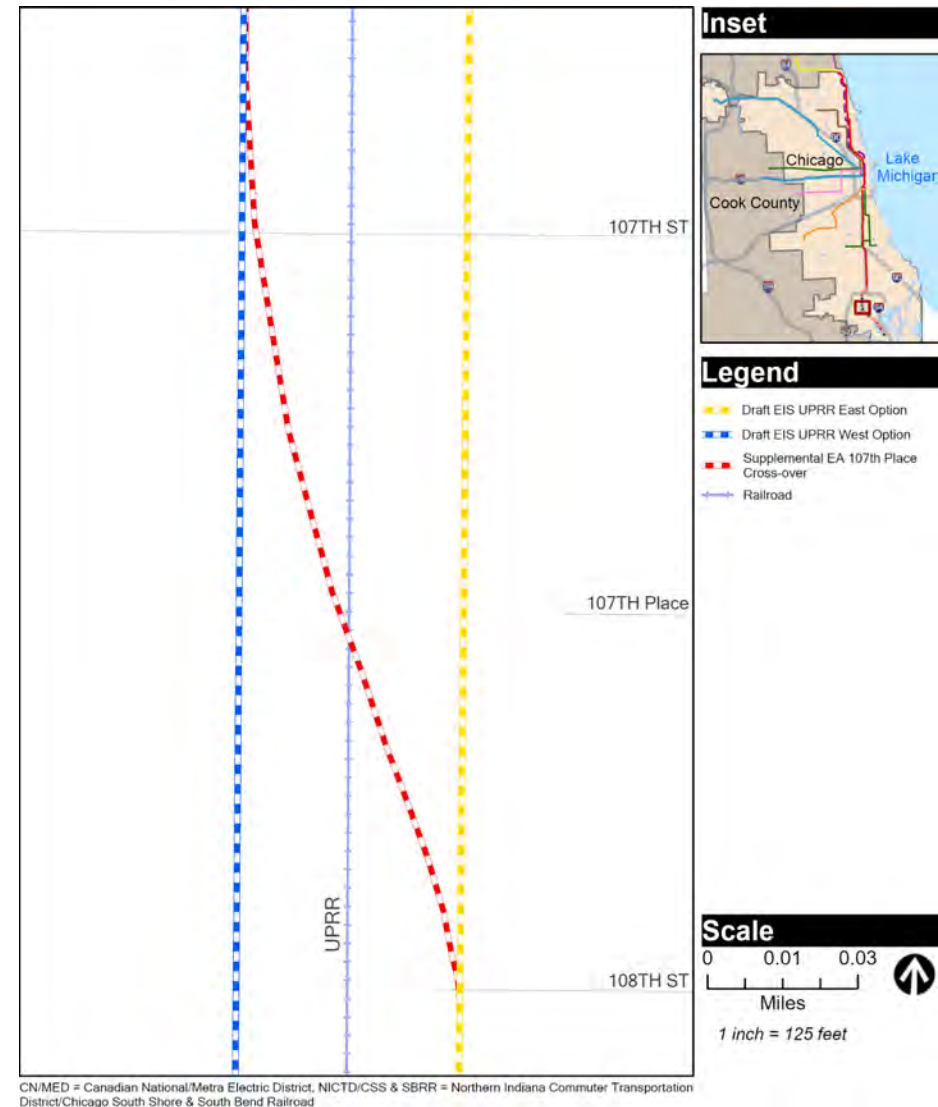 Inset
Chicago
Lake
Michigan
Cook County
107TH ST
Legend
Draft EIS UPRR East Option
Draft EIS UPRR West Option
Supplemental EA 107th Place
Cross-over
Railroad
107TH Place
UPRR
108TH ST
Scale
0 0.01 0.03
Miles
1 inch = 125 feet
CN/MED = Canadian National/Metra Electric District, NICTD/CSS & SBRR = Northern Indiana Commuter Transportation
District/Chicago South Shore & South Bend Railroad